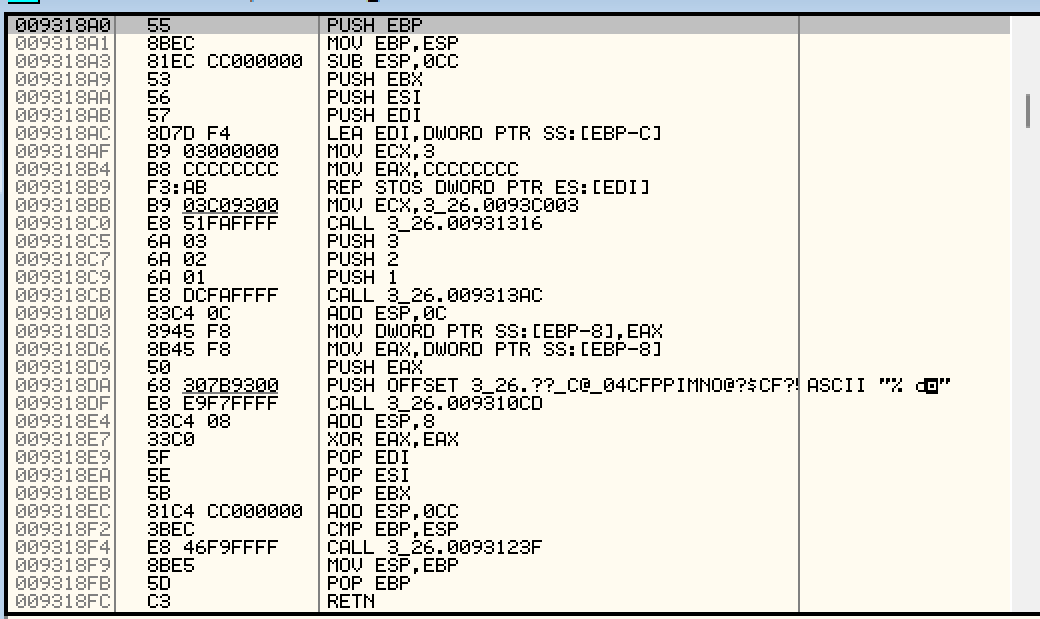 009318A0 55 PUSH EBP
009318A1 8BEC MOV EBP,ESP
009318A3 81EC CC000000 SUB ESP,0CC
009318A9 53 PUSH EBX
009318AA 56 PUSH ESI
009318AB 57 PUSH EDI
009318AC 8D7D F4 LEA EDI,DWORD PTR SS:[EBP-C]
009318AF B9 03000000 MOV ECX,3
009318B4 B8 CCCCCCCC MOV EAX,CCCCCCCC
009318B9 F3:AB REP STOS DWORD PTR ES:[EDI]
009318BB B9 03C09300 MOV ECX,3_26.0093C003
009318C0 E8 51FAFFFF CALL 3_26.00931316
009318C5 6A 03 PUSH 3
009318C7 6A 02 PUSH 2
009318C9 6A 01 PUSH 1
009318CB E8 DCFAFFFF CALL 3_26.009313AC
009318D0 83C4 0C ADD ESP,0C
009318D3 8945 F8 MOV DWORD PTR SS:[EBP-8],EAX
009318D6 8B45 F8 MOV EAX,DWORD PTR SS:[EBP-8]
009318D9 50 PUSH EAX
009318DA 68 307B9300 PUSH OFFSET 3_26.??_C@_04CFPPIMNO@?$CF?! ASCII "% d"
009318DF E8 E9F7FFFF CALL 3_26.009310CD
009318E4 83C4 08 ADD ESP,8
009318E7 33C0 XOR EAX,EAX
009318E9 5F POP EDI
009318EA 5E POP ESI
009318EB 5B POP EBX
009318EC 81C4 CC000000 ADD ESP,0CC
009318F2 3BEC CMP EBP,ESP
009318F4 E8 46F9FFFF CALL 3_26.0093123F
009318F9 8BE5 MOV ESP,EBP
009318FB 5D POP EBP
009318FC C3 RETN